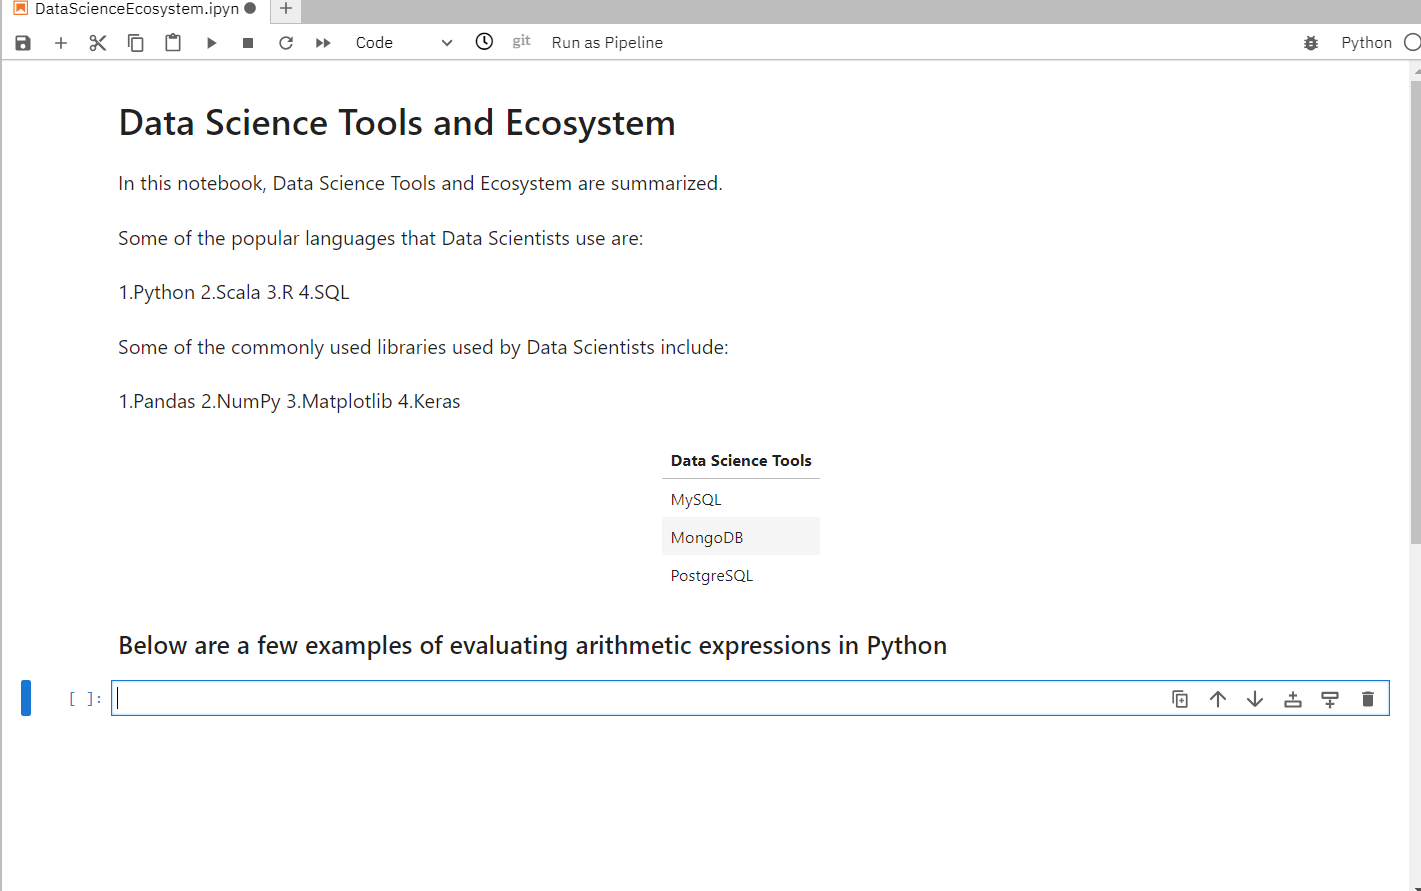 DataScienceEcosystem.ipyn
Code
git
Run as Pipeline
Python
Data Science Tools and Ecosystem
In this notebook, Data Science Tools and Ecosystem are summarized.
Some of the popular languages that Data Scientists use are:
1.Python 2.Scala 3.R 4.SQL
Some of the commonly used libraries used by Data Scientists include:
1.Pandas 2.NumPy 3.Matplotlib 4.Keras
Data Science Tools
MySQL
MongoDB
PostgreSQL
Below are a few examples of evaluating arithmetic expressions in Python
[ ]: